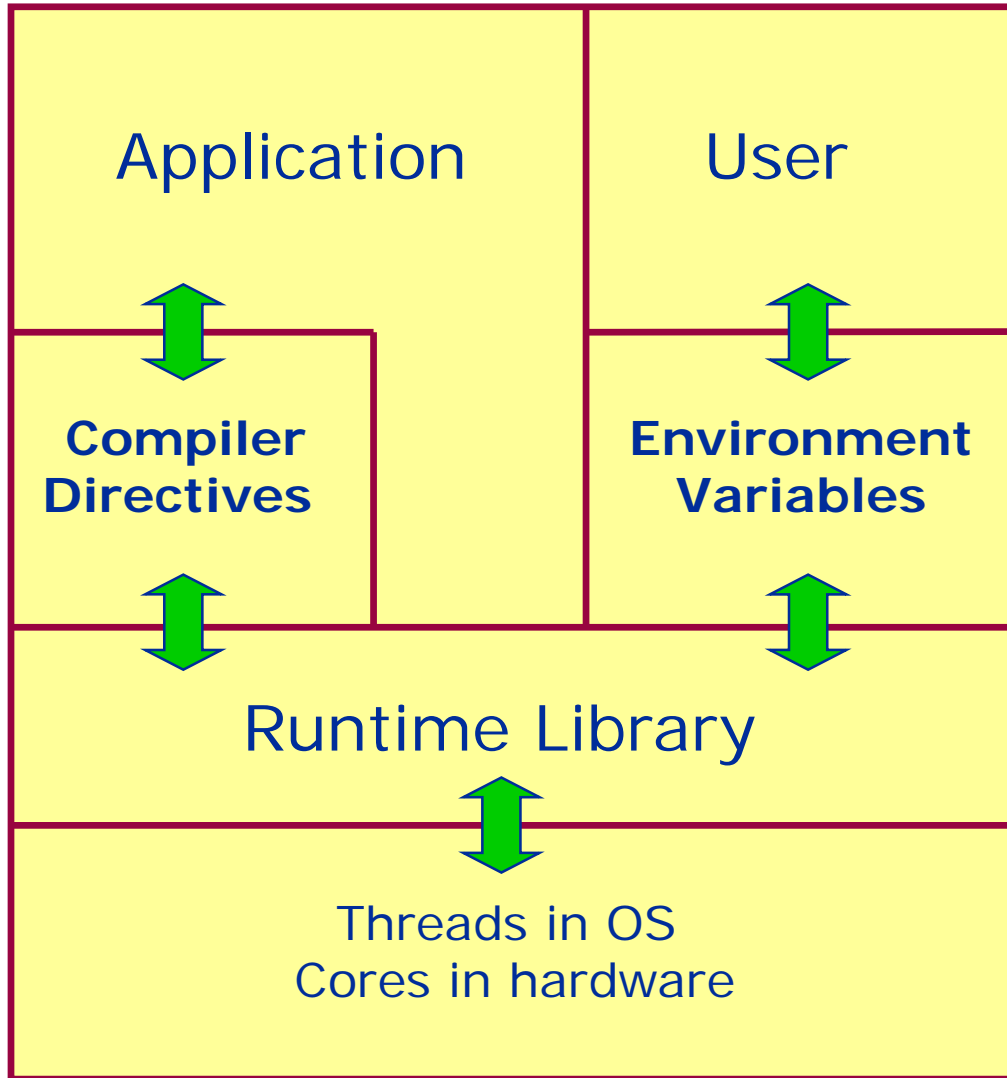 Application
User
Compiler
Directives
Environment
Variables
Runtime Library
Threads in OS
Cores in hardware